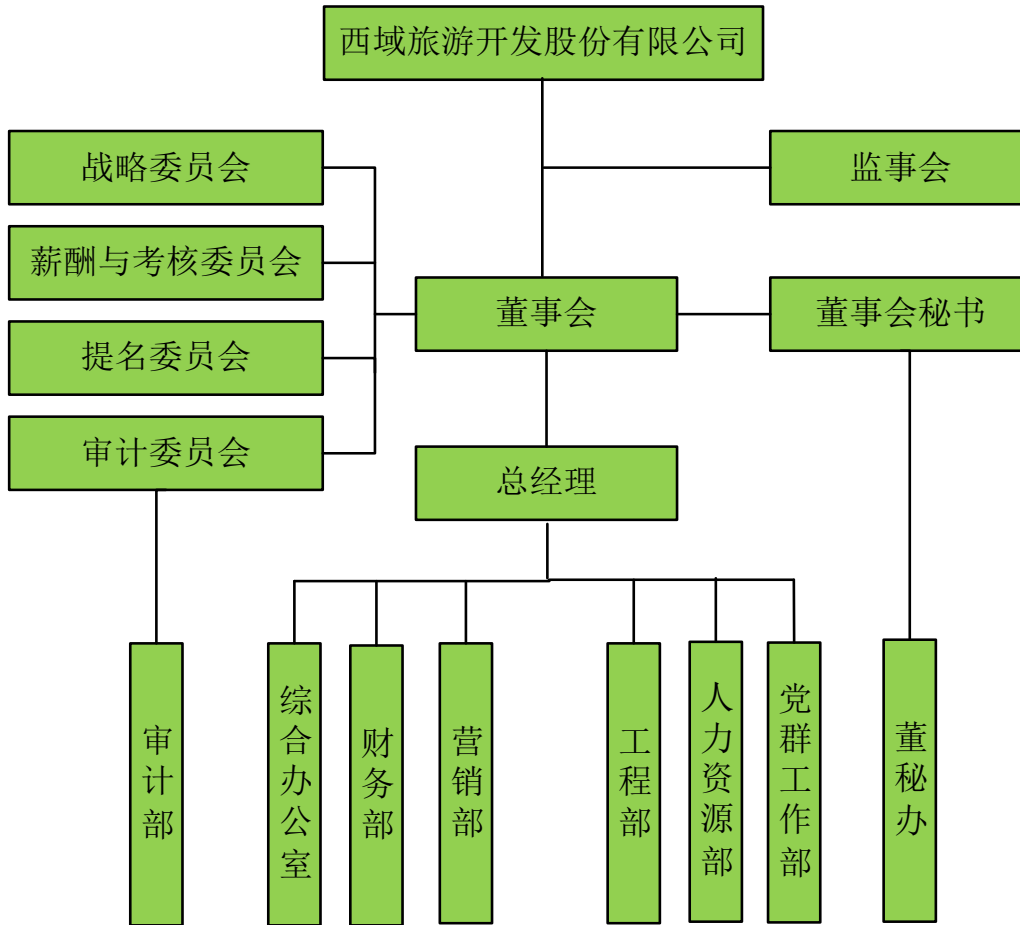 西域旅游开发股份有限公司
战略委员会
监事会
薪酬与考核委员会
董事会
董事会秘书
提名委员会
审计委员会
总经理
审计部
综合办公室
财务部
营销部
工程部
人力资源部
党群工作部
董秘办